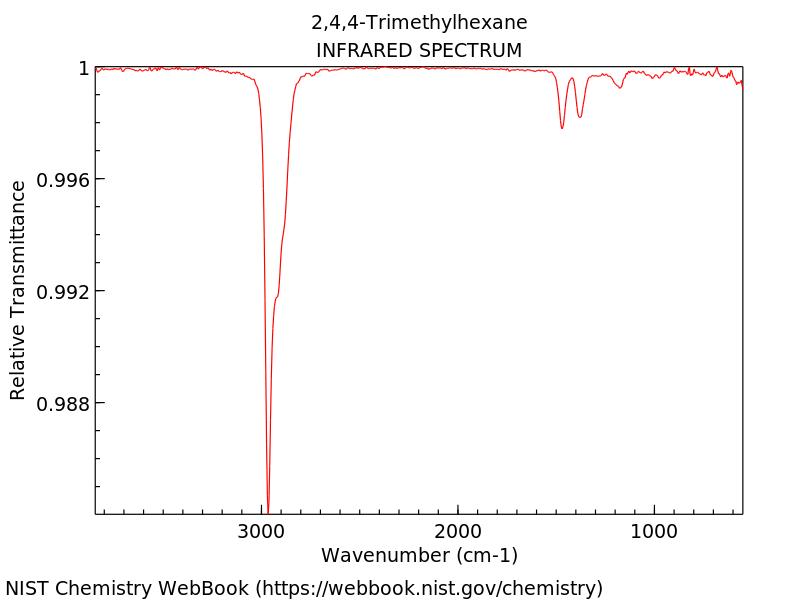 2,4,4-Trimethylhexane
INFRARED SPECTRUM
1
0.996
0.992
0.988
Relative Transmittance
3000 2000 1000
Wavenumber (cm-1)
NIST Chemistry WebBook (https://webbook.nist.gov/chemistry)